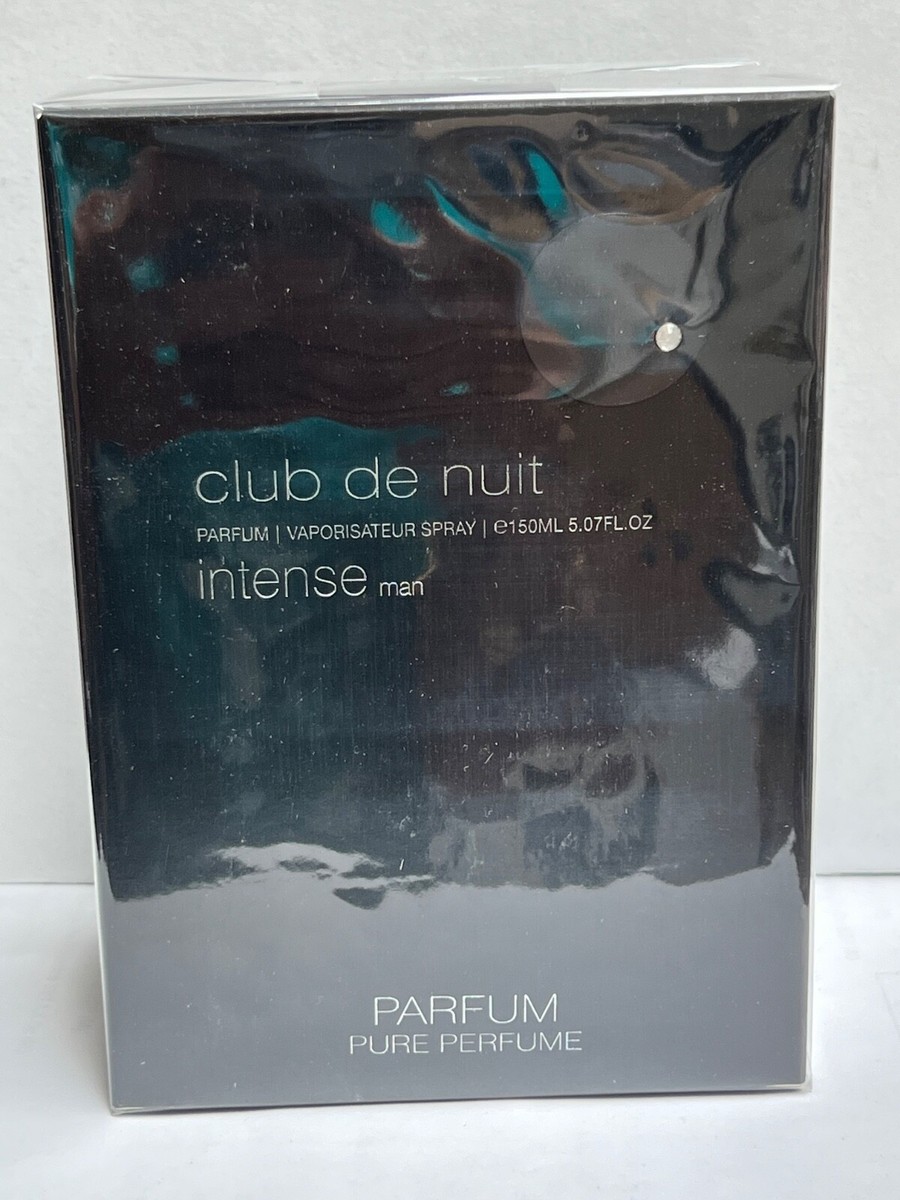 club de nuit
PARFUM | VAPORISATEUR SPRAY | ℮150ML 5.07FL.OZ
intense man
PARFUM
PURE PERFUME